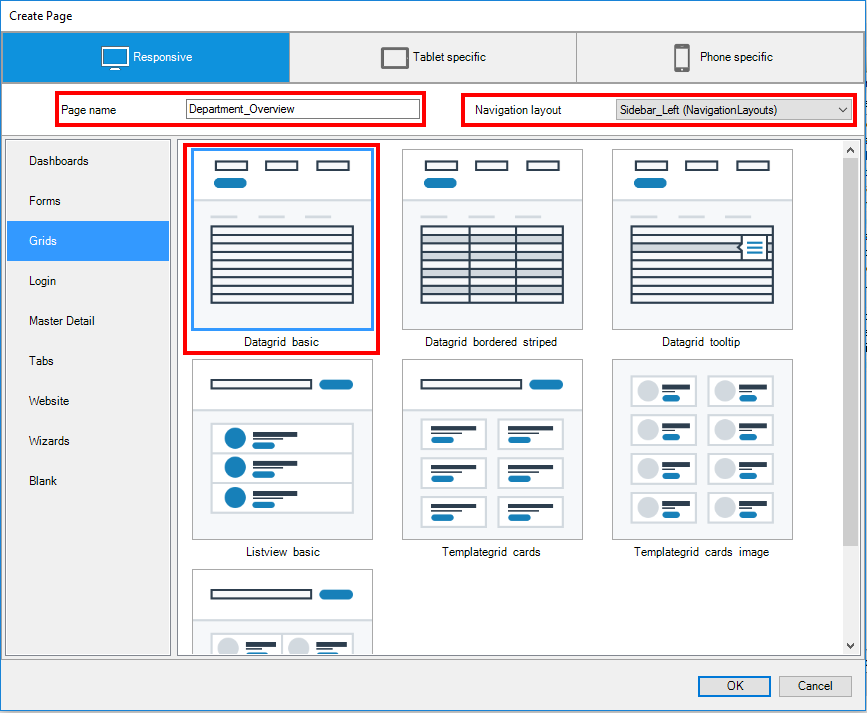 Create Page
Responsive
Tablet specific
Phone specific
Page name
Department_Overview
Navigation layout
Sidebar_Left (NavigationLayouts)
Dashboards
Forms
Grids
Login
Master Detail
Tabs
Website
Wizards
Blank
Datagrid basic
Datagrid bordered striped
Datagrid tooltip
Listview basic
Templategrid cards
Templategrid cards image
OK
Cancel